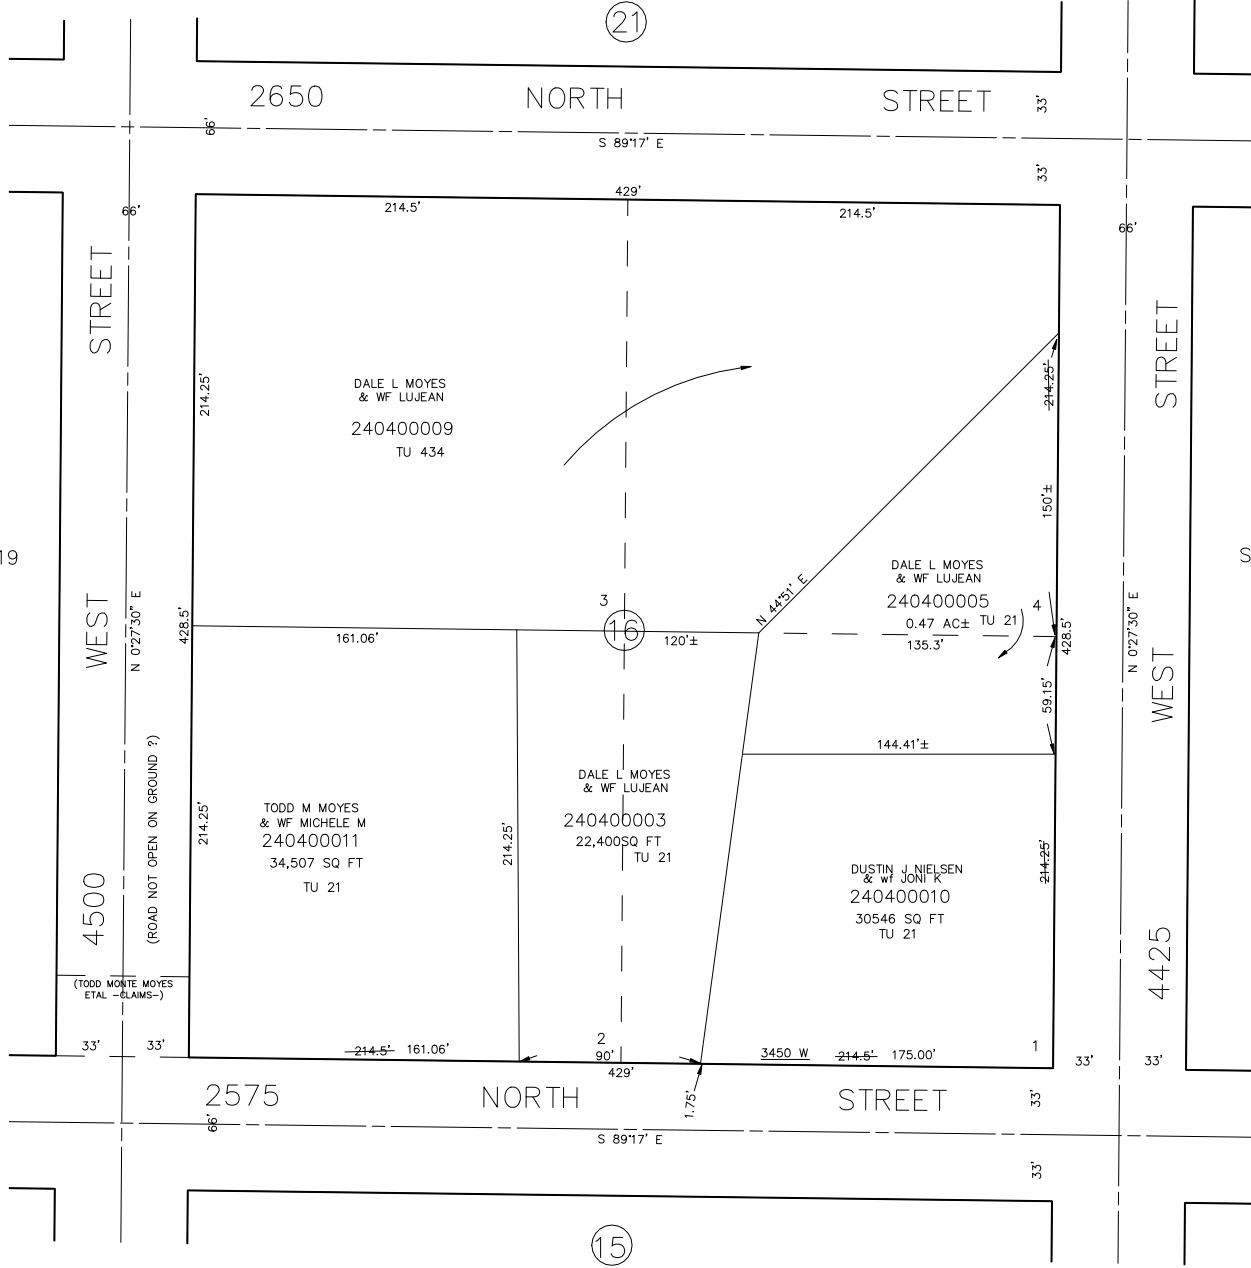 21
2650 NORTH STREET
33'
66'
S 89°17' E
33'
429'
66'
214.5'
214.5'
66'
STREET
STREET
214.25'
214.25'
DALE L MOYES
& WF LUJEAN
240400009
TU 434
150'±
19
S
DALE L MOYES
& WF LUJEAN
240400005
0.47 AC±
TU 21
135.3'
N 44°51' E
3
4
16
WEST
N 0°27'30" E
428.5'
161.06'
120'±
428.5'
N 0°27'30" E
WEST
59.15'
144.41'±
(ROAD NOT OPEN ON GROUND ?)
DALE L MOYES
& WF LUJEAN
240400003
22,400SQ FT
TU 21
TODD M MOYES
& WF MICHELE M
240400011
34,507 SQ FT
TU 21
214.25'
214.25'
214.25'
DUSTIN J NIELSEN
& wf JONI K
240400010
30546 SQ FT
TU 21
4500
4425
(TODD MONTE MOYES
ETAL -CLAIMS-)
33'
33'
214.5' 161.06'
2
90'
429'
3450 W 214.5' 175.00'
1
33'
33'
1.75'
2575 NORTH STREET
33'
66'
S 89°17' E
33'
15